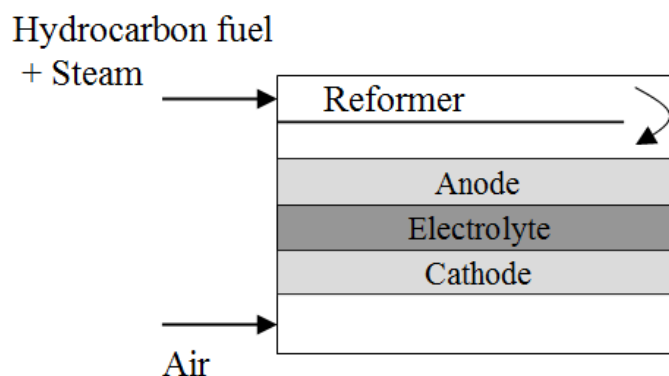 Hydrocarbon fuel
+ Steam
Reformer
Anode
Electrolyte
Cathode
Air